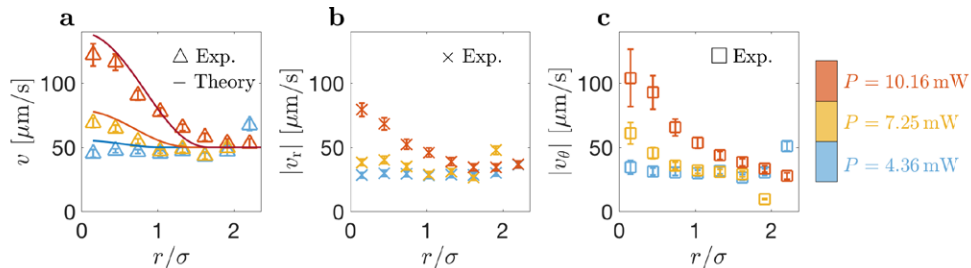 a
v [μm/s]
100
50
0
0
1
2
r/σ
Exp.
Theory
b
|v_r| [μm/s]
100
50
0
0
1
2
r/σ
Exp.
c
|v_θ| [μm/s]
100
50
0
0
1
2
r/σ
Exp.
P = 10.16 mW
P = 7.25 mW
P = 4.36 mW